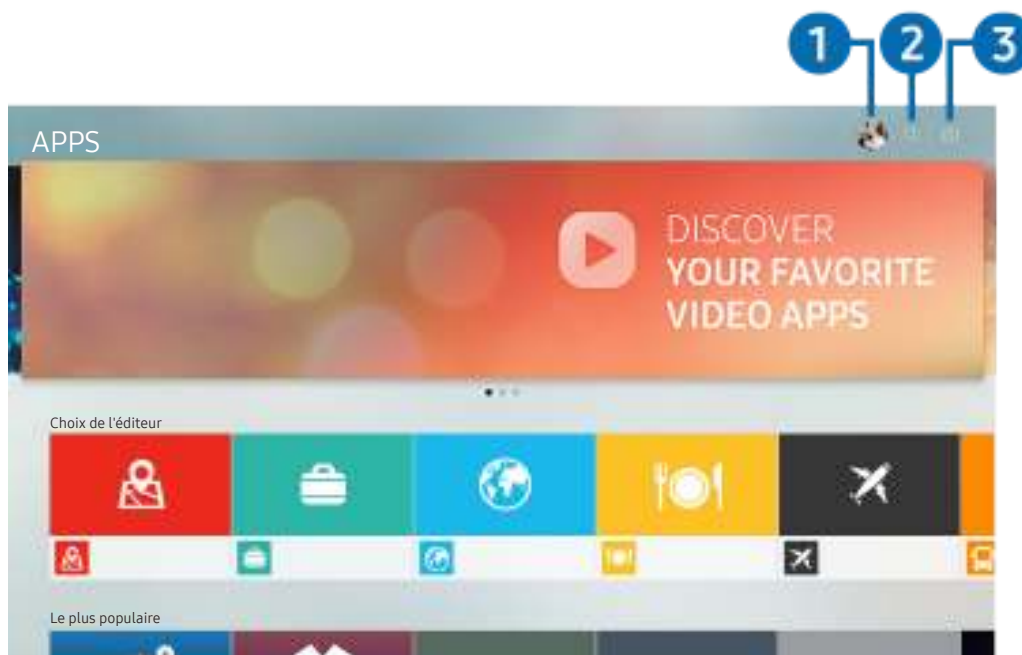 1 2 3
APPS
DISCOVER
YOUR FAVORITE
VIDEO APPS
Choix de l'éditeur
Le plus populaire